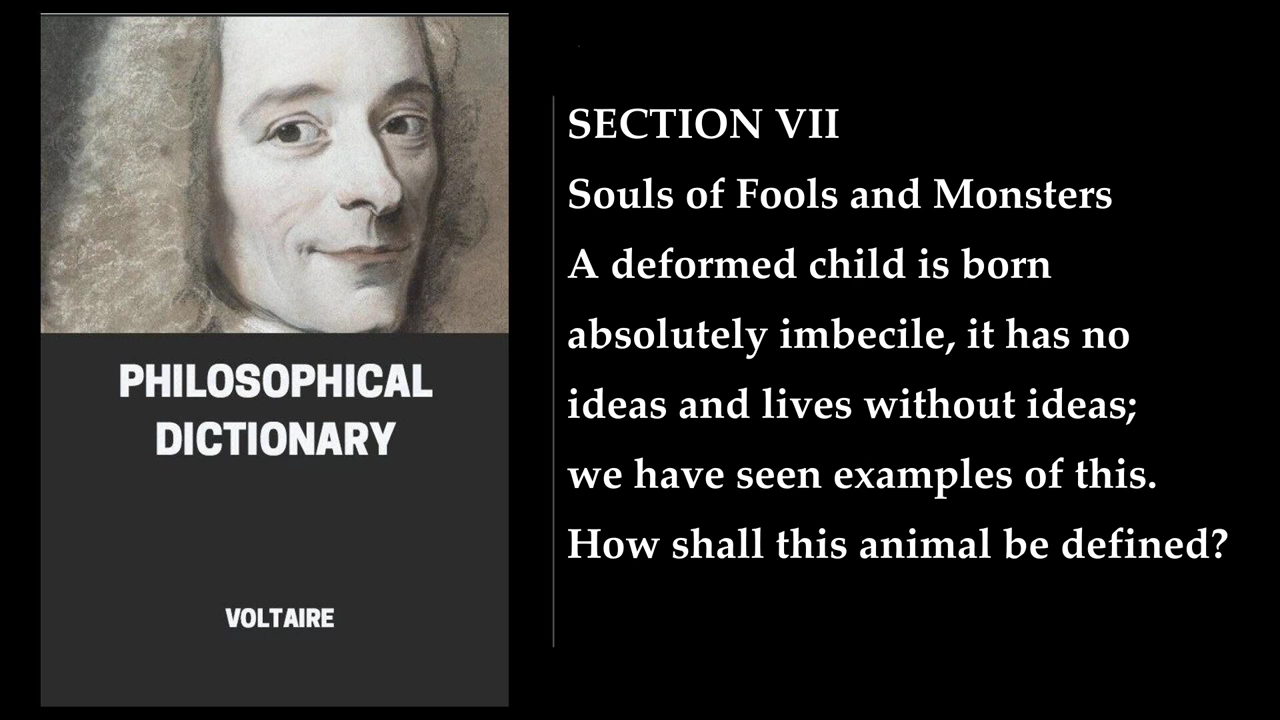 PHILOSOPHICAL
DICTIONARY
VOLTAIRE
SECTION VII
Souls of Fools and Monsters
A deformed child is born
absolutely imbecile, it has no
ideas and lives without ideas;
we have seen examples of this.
How shall this animal be defined?